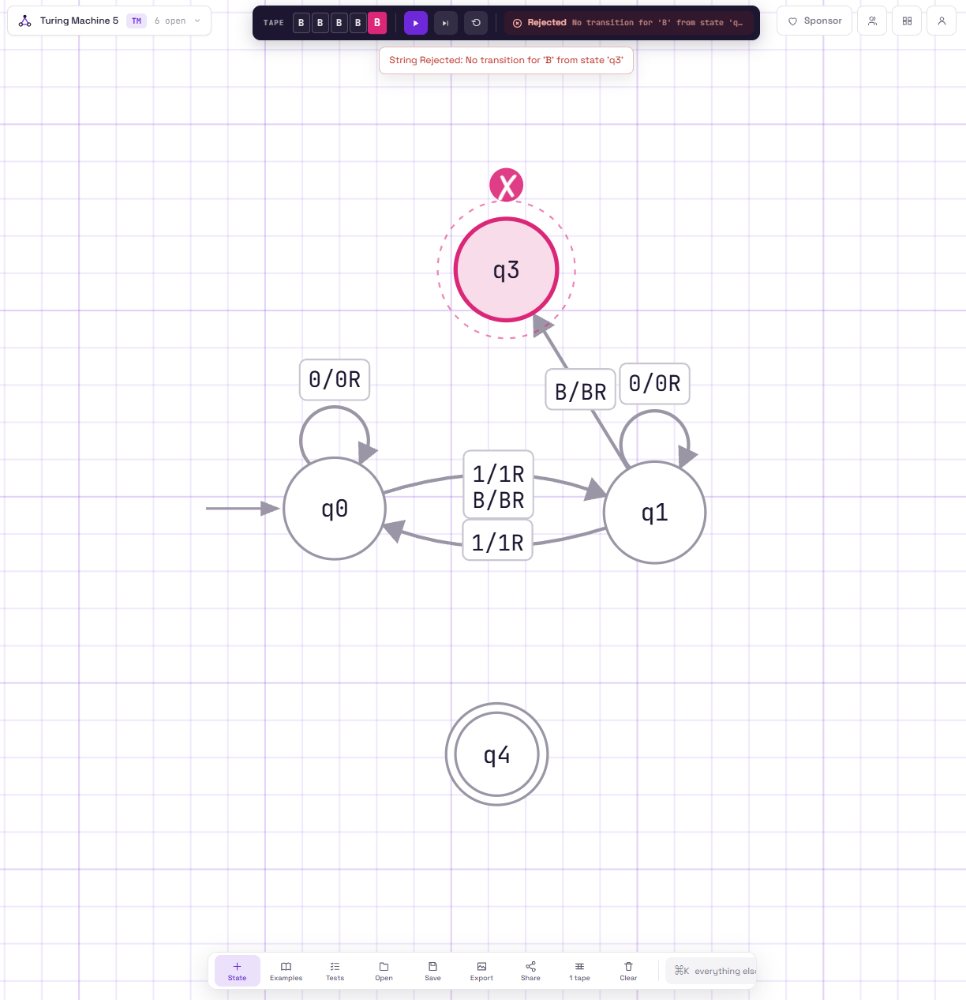 Turing Machine 5 TM 6 open
TAPE B B B B B
Rejected No transition for 'B' from state 'q…
Sponsor
String Rejected: No transition for 'B' from state 'q3'
X
q3
0/0R
B/BR
0/0R
q0
1/1R
B/BR
1/1R
q1
q4
State
Examples
Tests
Open
Save
Export
Share
1 tape
Clear
⌘K everything else